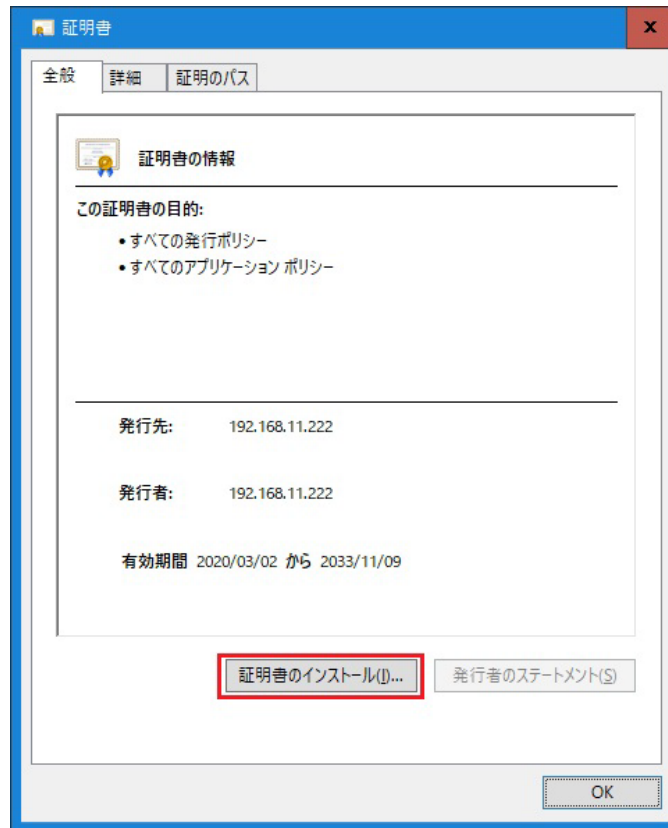 証明書
x
全般 詳細 証明のパス
証明書の情報
この証明書の目的:
• すべての発行ポリシー
• すべてのアプリケーション ポリシー
発行先: 192.168.11.222
発行者: 192.168.11.222
有効期間 2020/03/02 から 2033/11/09
証明書のインストール(I)... 発行者のステートメント(S)
OK